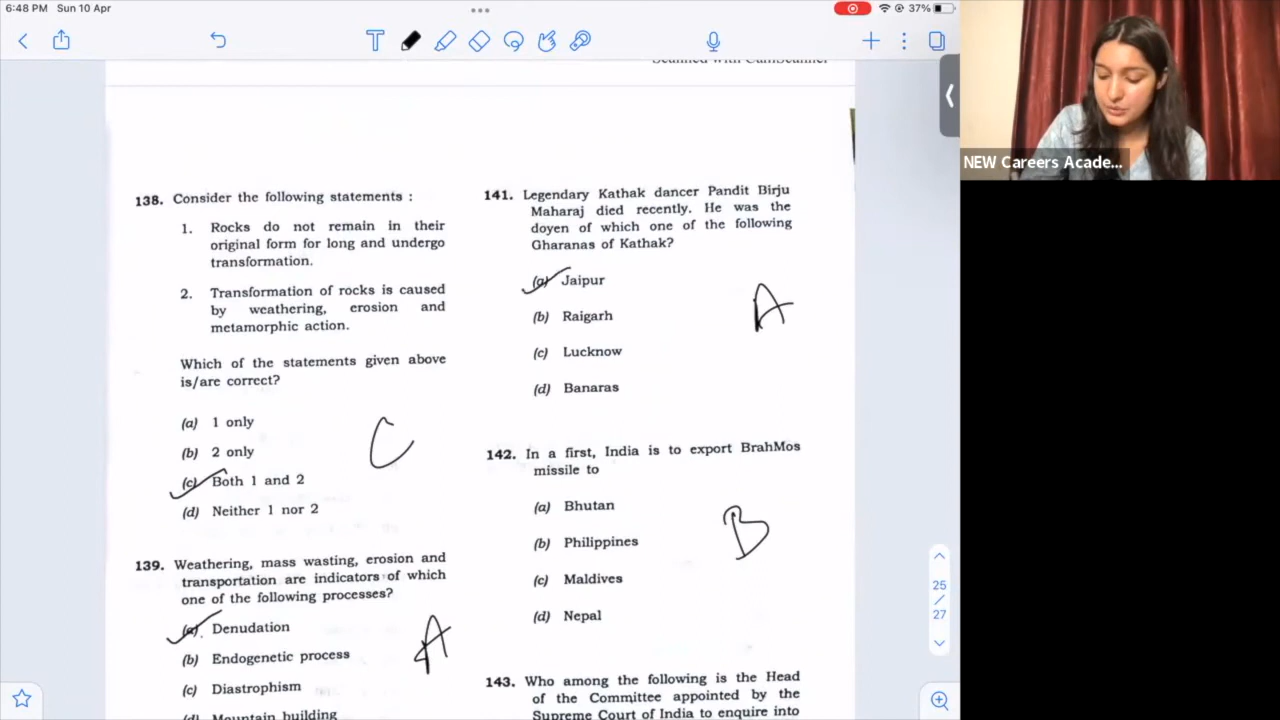 6:48 PM Sun 10 Apr
37%
Scanned with CamScanner
138. Consider the following statements :
1. Rocks do not remain in their
original form for long and undergo
transformation.
2. Transformation of rocks is caused
by weathering, erosion and
metamorphic action.
Which of the statements given above
is/are correct?
(a) 1 only
(b) 2 only
(c) Both 1 and 2
(d) Neither 1 nor 2
C
139. Weathering, mass wasting, erosion and
transportation are indicators of which
one of the following processes?
(a) Denudation
(b) Endogenetic process
(c) Diastrophism
(d) Mountain building
A
141. Legendary Kathak dancer Pandit Birju
Maharaj died recently. He was the
doyen of which one of the following
Gharanas of Kathak?
(a) Jaipur
(b) Raigarh
(c) Lucknow
(d) Banaras
A
142. In a first, India is to export BrahMos
missile to
(a) Bhutan
(b) Philippines
(c) Maldives
(d) Nepal
B
143. Who among the following is the Head
of the Committee appointed by the
Supreme Court of India to enquire into
25
/
27
NEW Careers Acade...